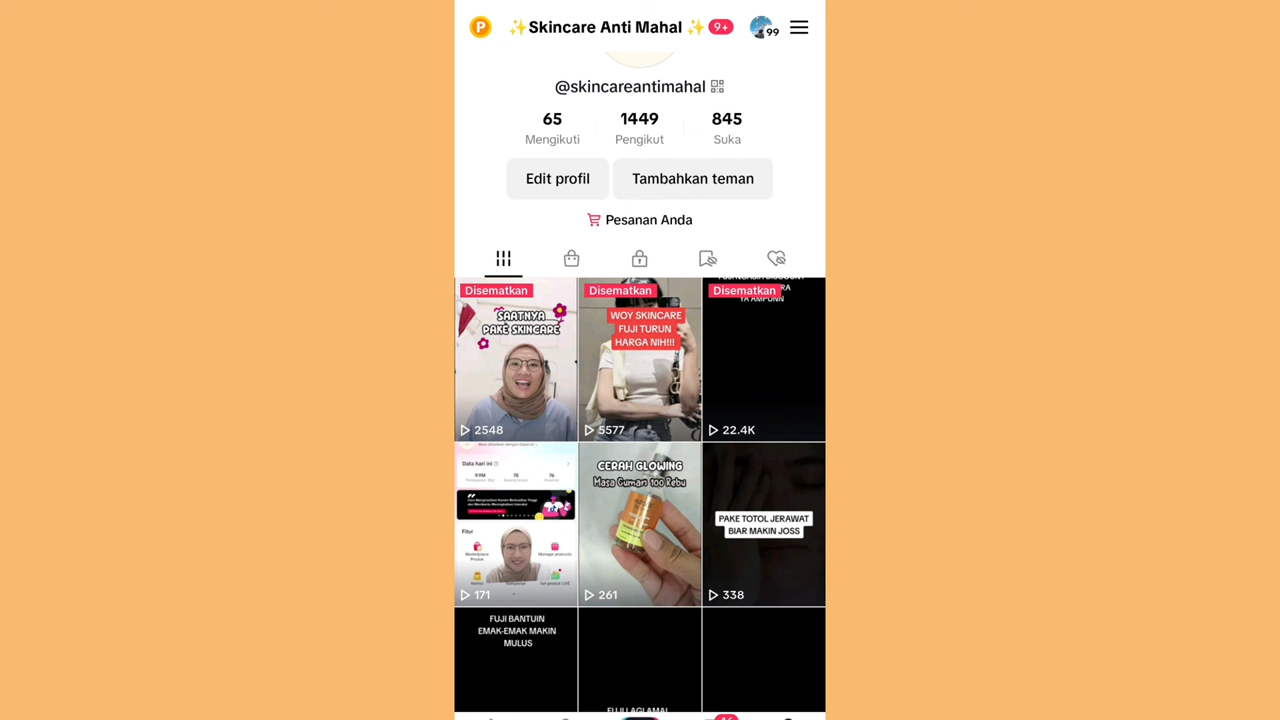 P ✨Skincare Anti Mahal ✨ 9+ 99
@skincareantimahal
65 1449 845
Mengikuti Pengikut Suka
Edit profil Tambahkan teman
Pesanan Anda
Disematkan
SAATNYA
PAKE SKINCARE
2548
Disematkan
WOY SKINCARE
FUJI TURUN
HARGA NIH!!!
5577
Disematkan
YA AMPUNN
22.4K
Data hari ini
Fitur
Manage products
171
CERAH GLOWING
Masa Cuman 100 Rebu
261
PAKE TOTOL JERAWAT
BIAR MAKIN JOSS
338
FUJI BANTUIN
EMAK-EMAK MAKIN
MULUS